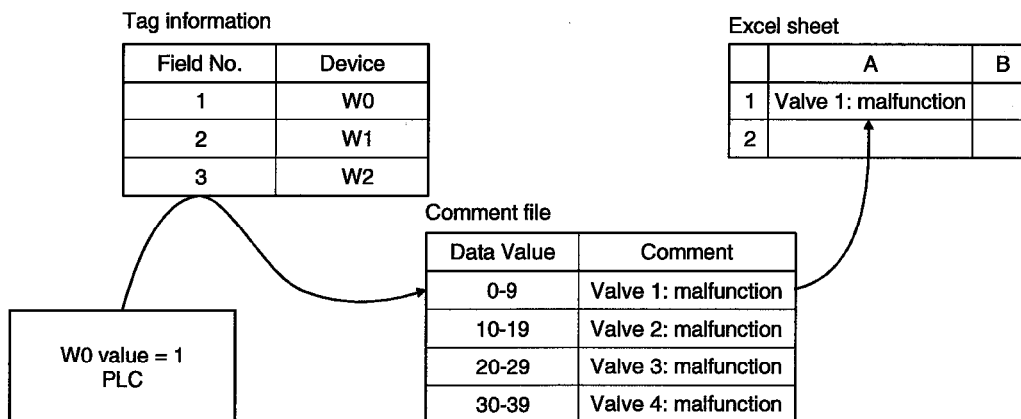 Tag information
Field No. Device
1 W0
2 W1
3 W2
Excel sheet
A B
1 Valve 1: malfunction
2
Comment file
Data Value Comment
0-9 Valve 1: malfunction
10-19 Valve 2: malfunction
20-29 Valve 3: malfunction
30-39 Valve 4: malfunction
W0 value = 1
PLC